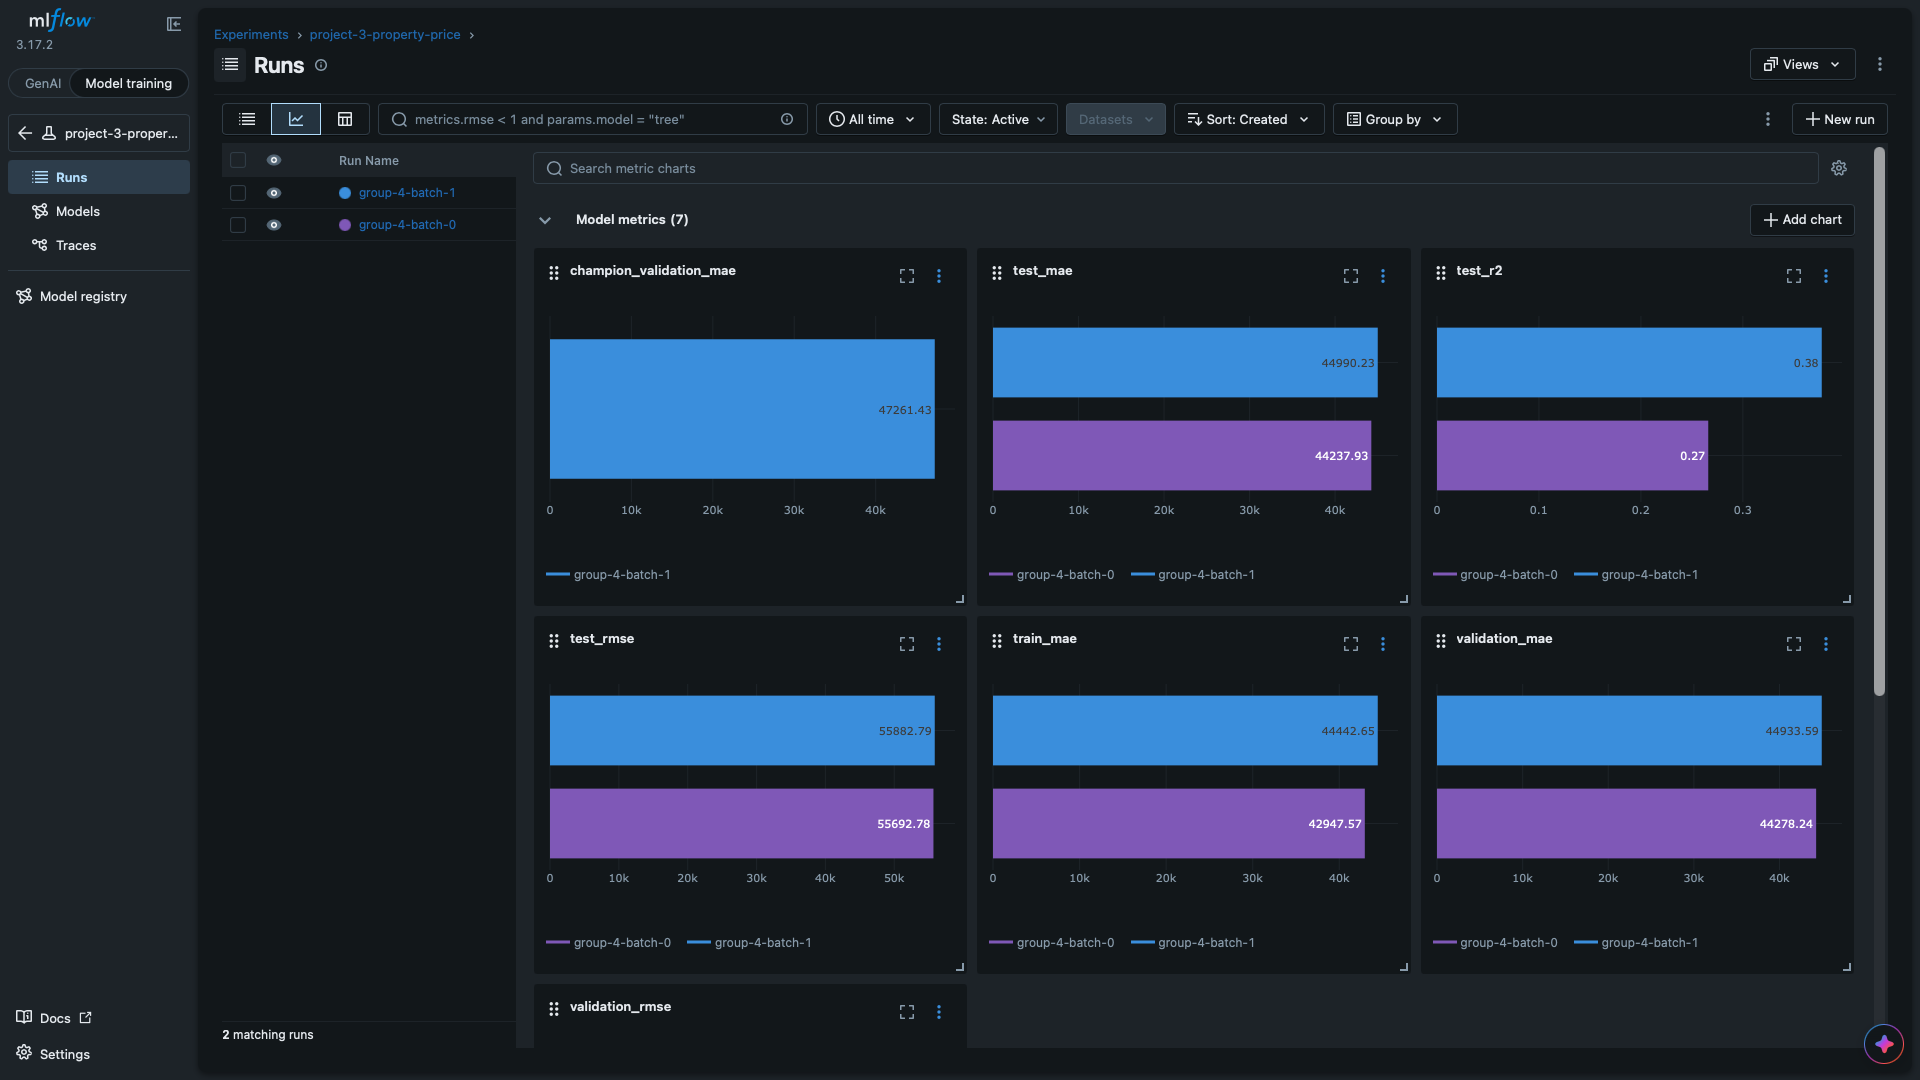 mlflow
3.17.2
GenAI Model training
project-3-proper...
Runs
Models
Traces
Model registry
Docs
Settings
Experiments › project-3-property-price ›
Runs
Views
metrics.rmse < 1 and params.model = "tree"
All time
State: Active
Datasets
Sort: Created
Group by
New run
Run Name
group-4-batch-1
group-4-batch-0
2 matching runs
Search metric charts
Model metrics (7)
Add chart
champion_validation_mae
47261.43
0 10k 20k 30k 40k
group-4-batch-1
test_mae
44990.23
44237.93
0 10k 20k 30k 40k
group-4-batch-0 group-4-batch-1
test_r2
0.38
0.27
0 0.1 0.2 0.3
group-4-batch-0 group-4-batch-1
test_rmse
55882.79
55692.78
0 10k 20k 30k 40k 50k
group-4-batch-0 group-4-batch-1
train_mae
44442.65
42947.57
0 10k 20k 30k 40k
group-4-batch-0 group-4-batch-1
validation_mae
44933.59
44278.24
0 10k 20k 30k 40k
group-4-batch-0 group-4-batch-1
validation_rmse